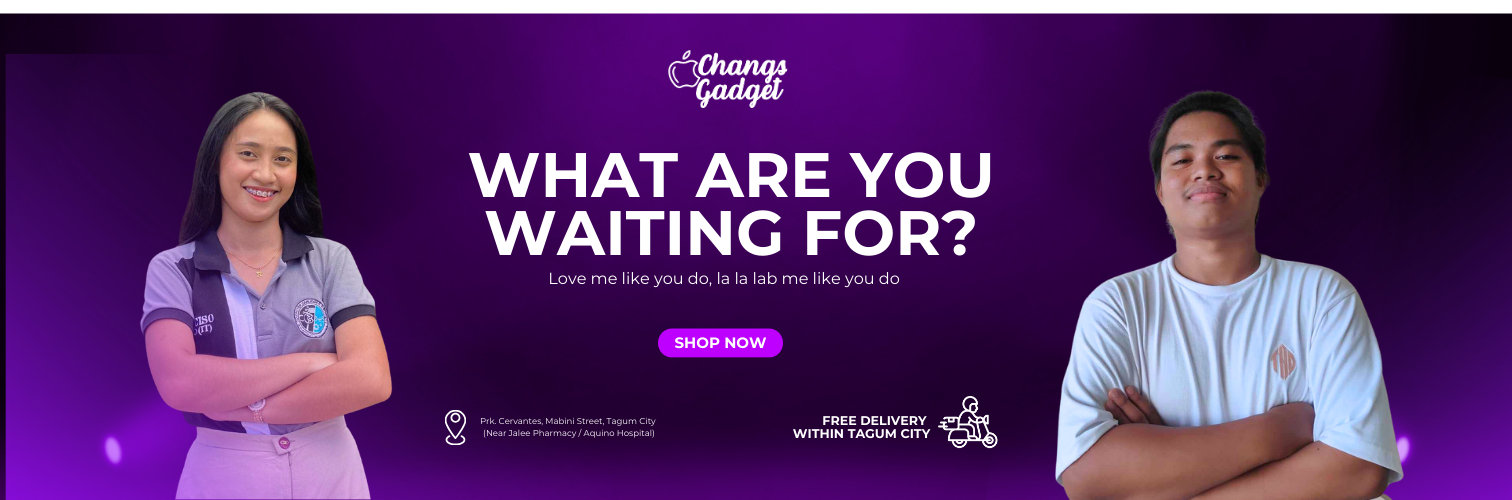 Changs
Gadget
WHAT ARE YOU
WAITING FOR?
Love me like you do, la la lab me like you do
SHOP NOW
Prk. Cervantes, Mabini Street, Tagum City
(Near Jalee Pharmacy / Aquino Hospital)
FREE DELIVERY
WITHIN TAGUM CITY
(IT)